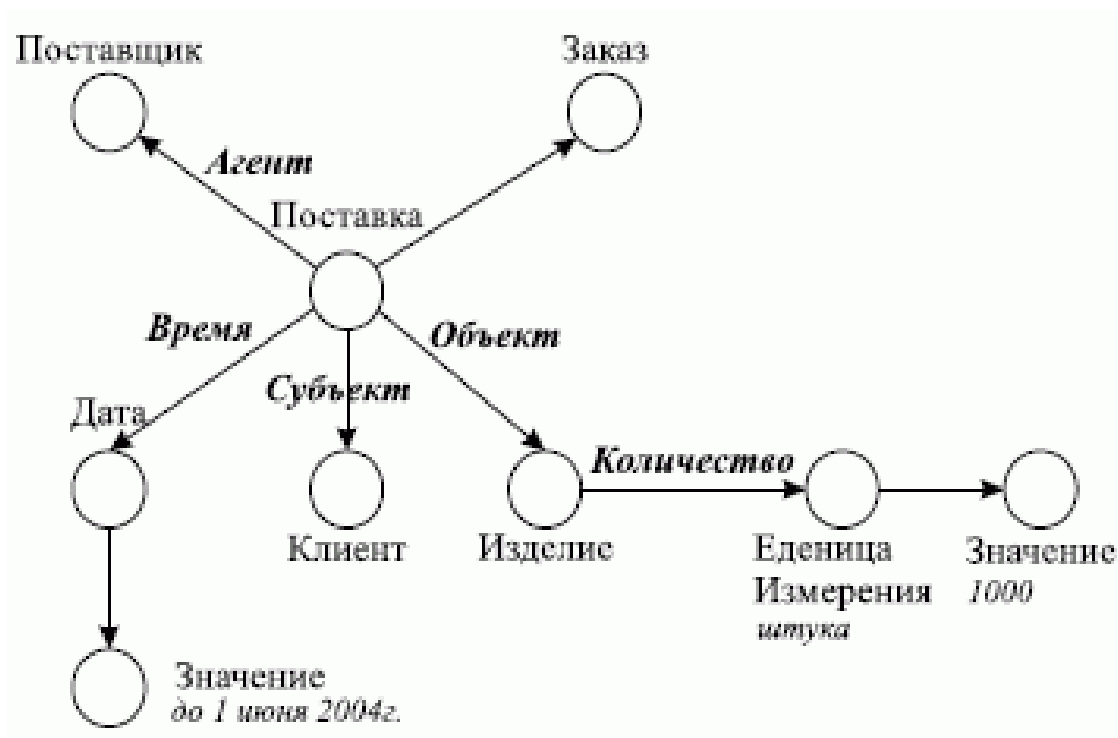 Поставщик
Заказ
Агент
Поставка
Время
Объект
Субъект
Дата
Количество
Клиент
Изделие
Еденица
Измерения
штука
Значение
1000
Значение
до 1 июня 2004г.